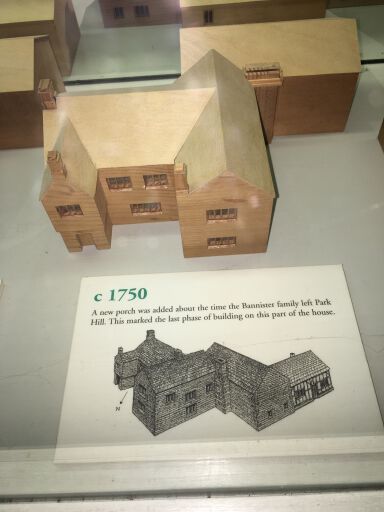 c 1750
A new porch was added about the time the Bannister family left Park
Hill. This marked the last phase of building on this part of the house.
N